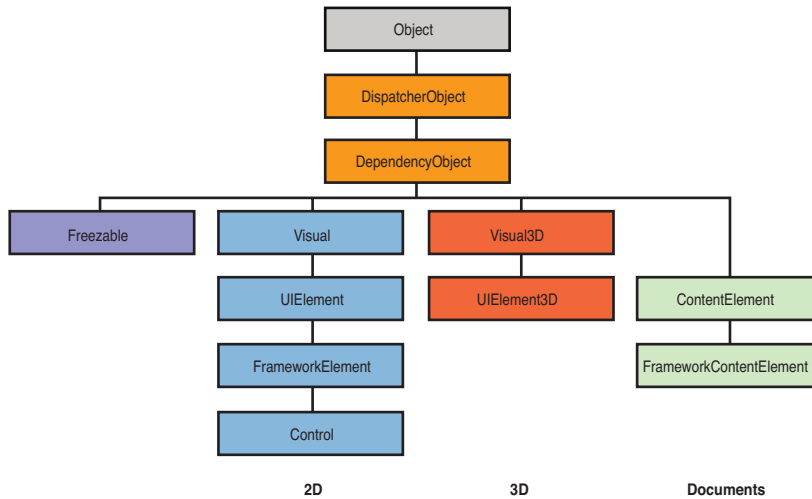 Object
DispatcherObject
DependencyObject
Freezable
Visual
Visual3D
UIElement
UIElement3D
ContentElement
FrameworkElement
FrameworkContentElement
Control
2D
3D
Documents